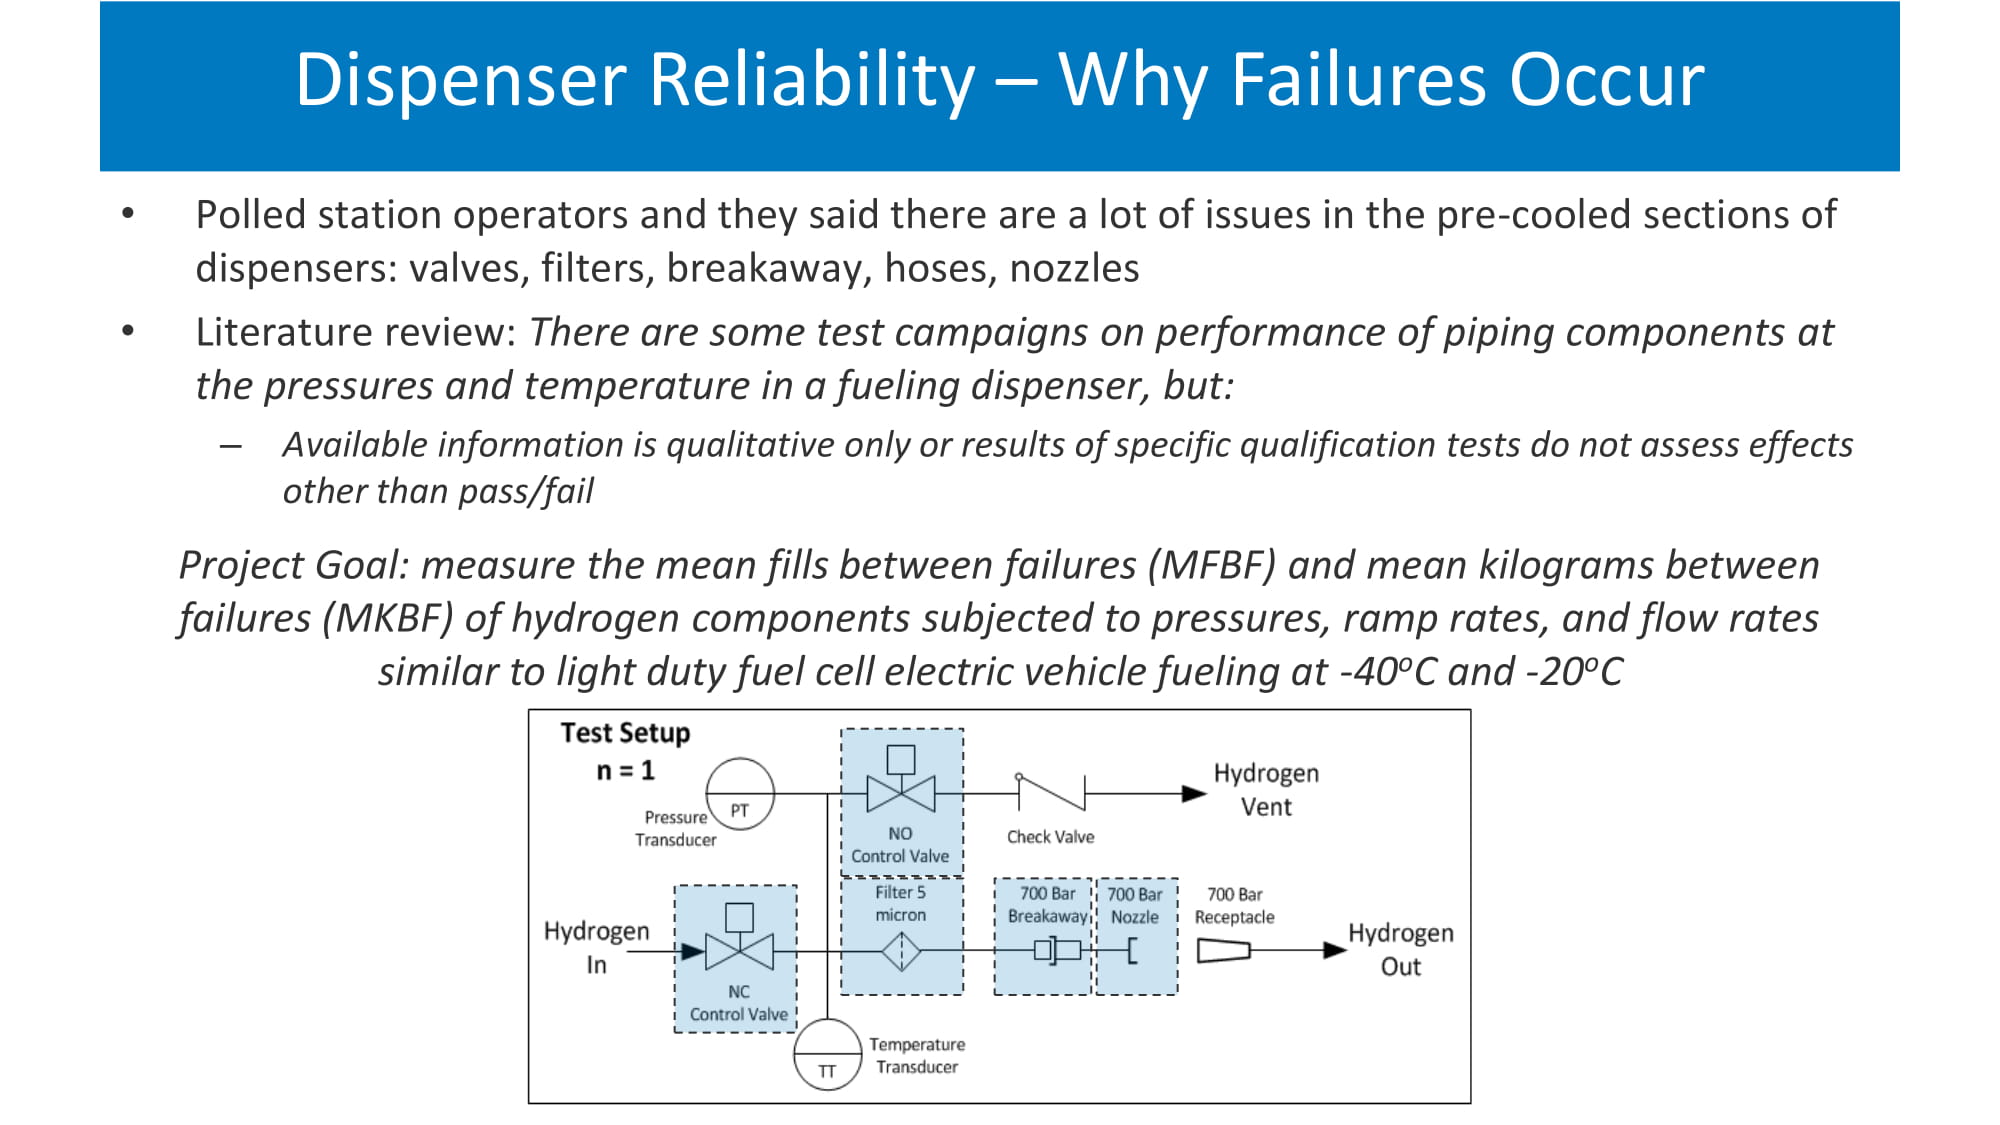 Dispenser Reliability – Why Failures Occur
• Polled station operators and they said there are a lot of issues in the pre-cooled sections of
dispensers: valves, filters, breakaway, hoses, nozzles
• Literature review: There are some test campaigns on performance of piping components at
the pressures and temperature in a fueling dispenser, but:
– Available information is qualitative only or results of specific qualification tests do not assess effects
other than pass/fail
Project Goal: measure the mean fills between failures (MFBF) and mean kilograms between
failures (MKBF) of hydrogen components subjected to pressures, ramp rates, and flow rates
similar to light duty fuel cell electric vehicle fueling at -40ºC and -20ºC
Test Setup
n = 1
PT
Pressure
Transducer
NO
Control Valve
Check Valve
Hydrogen
Vent
Hydrogen
In
NC
Control Valve
Filter 5
micron
700 Bar
Breakaway
700 Bar
Nozzle
700 Bar
Receptacle
Hydrogen
Out
TT
Temperature
Transducer